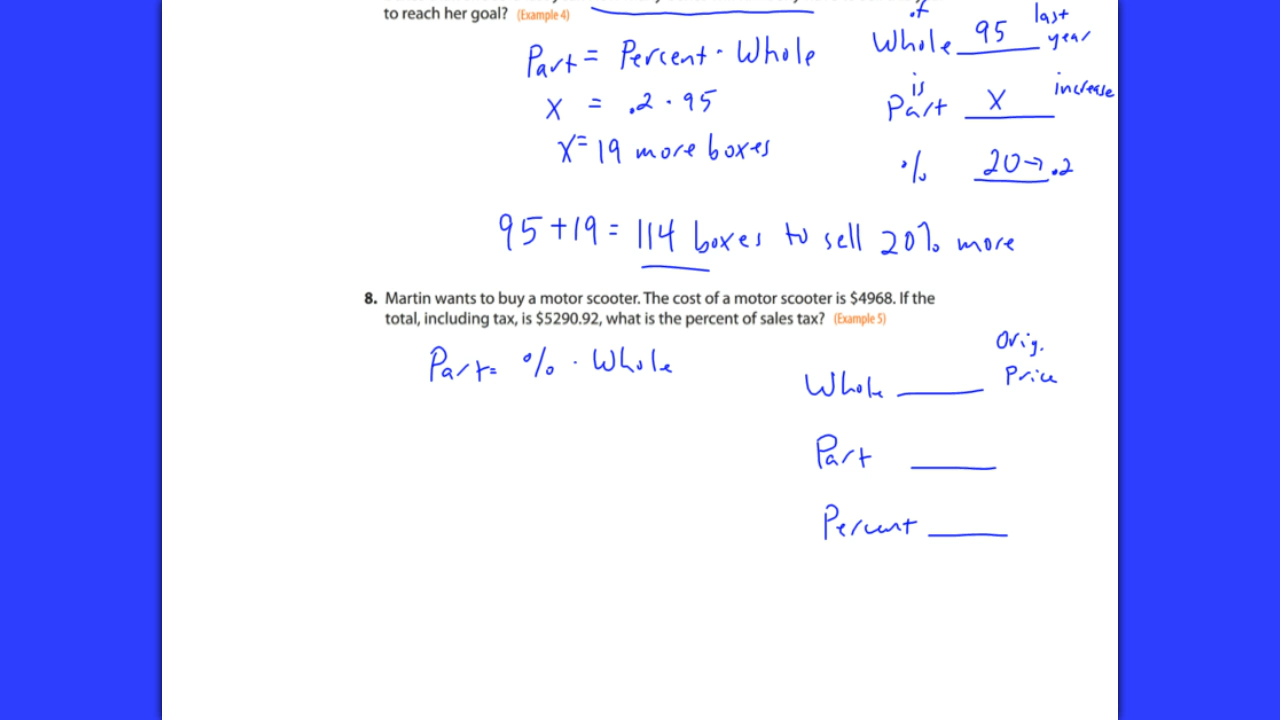 to reach her goal? (Example 4)
of
Whole 95 last year
Part = Percent · Whole
is
Part X increase
X = .2 · 95
X = 19 more boxes
% 20 → .2
95 + 19 = 114 boxes to sell 20% more
8. Martin wants to buy a motor scooter. The cost of a motor scooter is $4968. If the
total, including tax, is $5290.92, what is the percent of sales tax? (Example 5)
Part = % · Whole
Whole ____ Orig. Price
Part ____
Percent ____